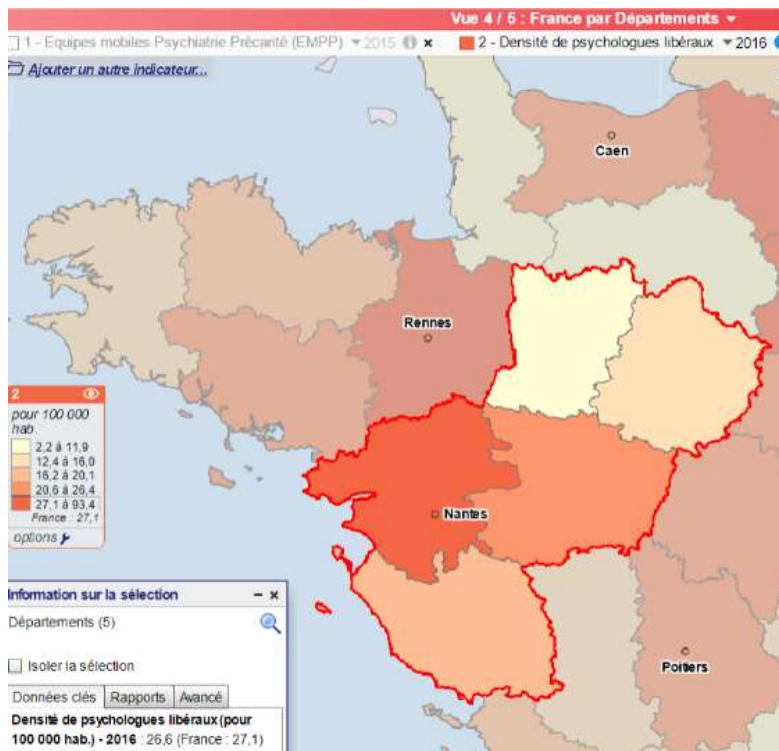 Vue 4 / 5 : France par Départements
1 - Equipes mobiles Psychiatrie Précarité (EMPP) 2015 2 - Densité de psychologues libéraux 2016
Ajouter un autre indicateur...
Caen
Rennes
2
pour 100 000
hab.
2,2 à 11,9
12,4 à 16,0
16,2 à 20,1
20,6 à 26,4
27,1 à 93,4
France : 27,1
options
Nantes
Information sur la sélection
Départements (5)
Isoler la sélection
Poitiers
Données clés Rapports Avancé
Densité de psychologues libéraux (pour
100 000 hab.) - 2016 : 26,6 (France : 27,1)